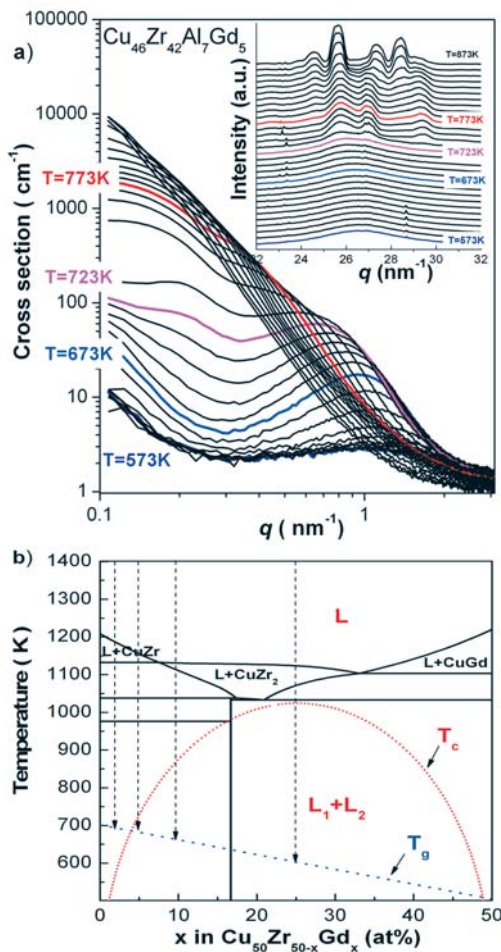 a)
Cu46Zr42Al7Gd5
Cross section (cm⁻¹)
10000
1000
100
10
1
T=773K
T=723K
T=673K
T=573K
0.1
1
q (nm⁻¹)
Intensity (a.u.)
T=873K
T=773K
T=723K
T=673K
T=573K
22 24 26 28 30 32
q (nm⁻¹)
b)
Temperature (K)
1400
1300
1200
1100
1000
900
800
700
600
L
L+CuZr
L+CuZr₂
L+CuGd
Tc
L₁+L₂
Tg
0 10 20 30 40 50
x in Cu₅₀Zr₅₀₋ₓGdₓ (at%)